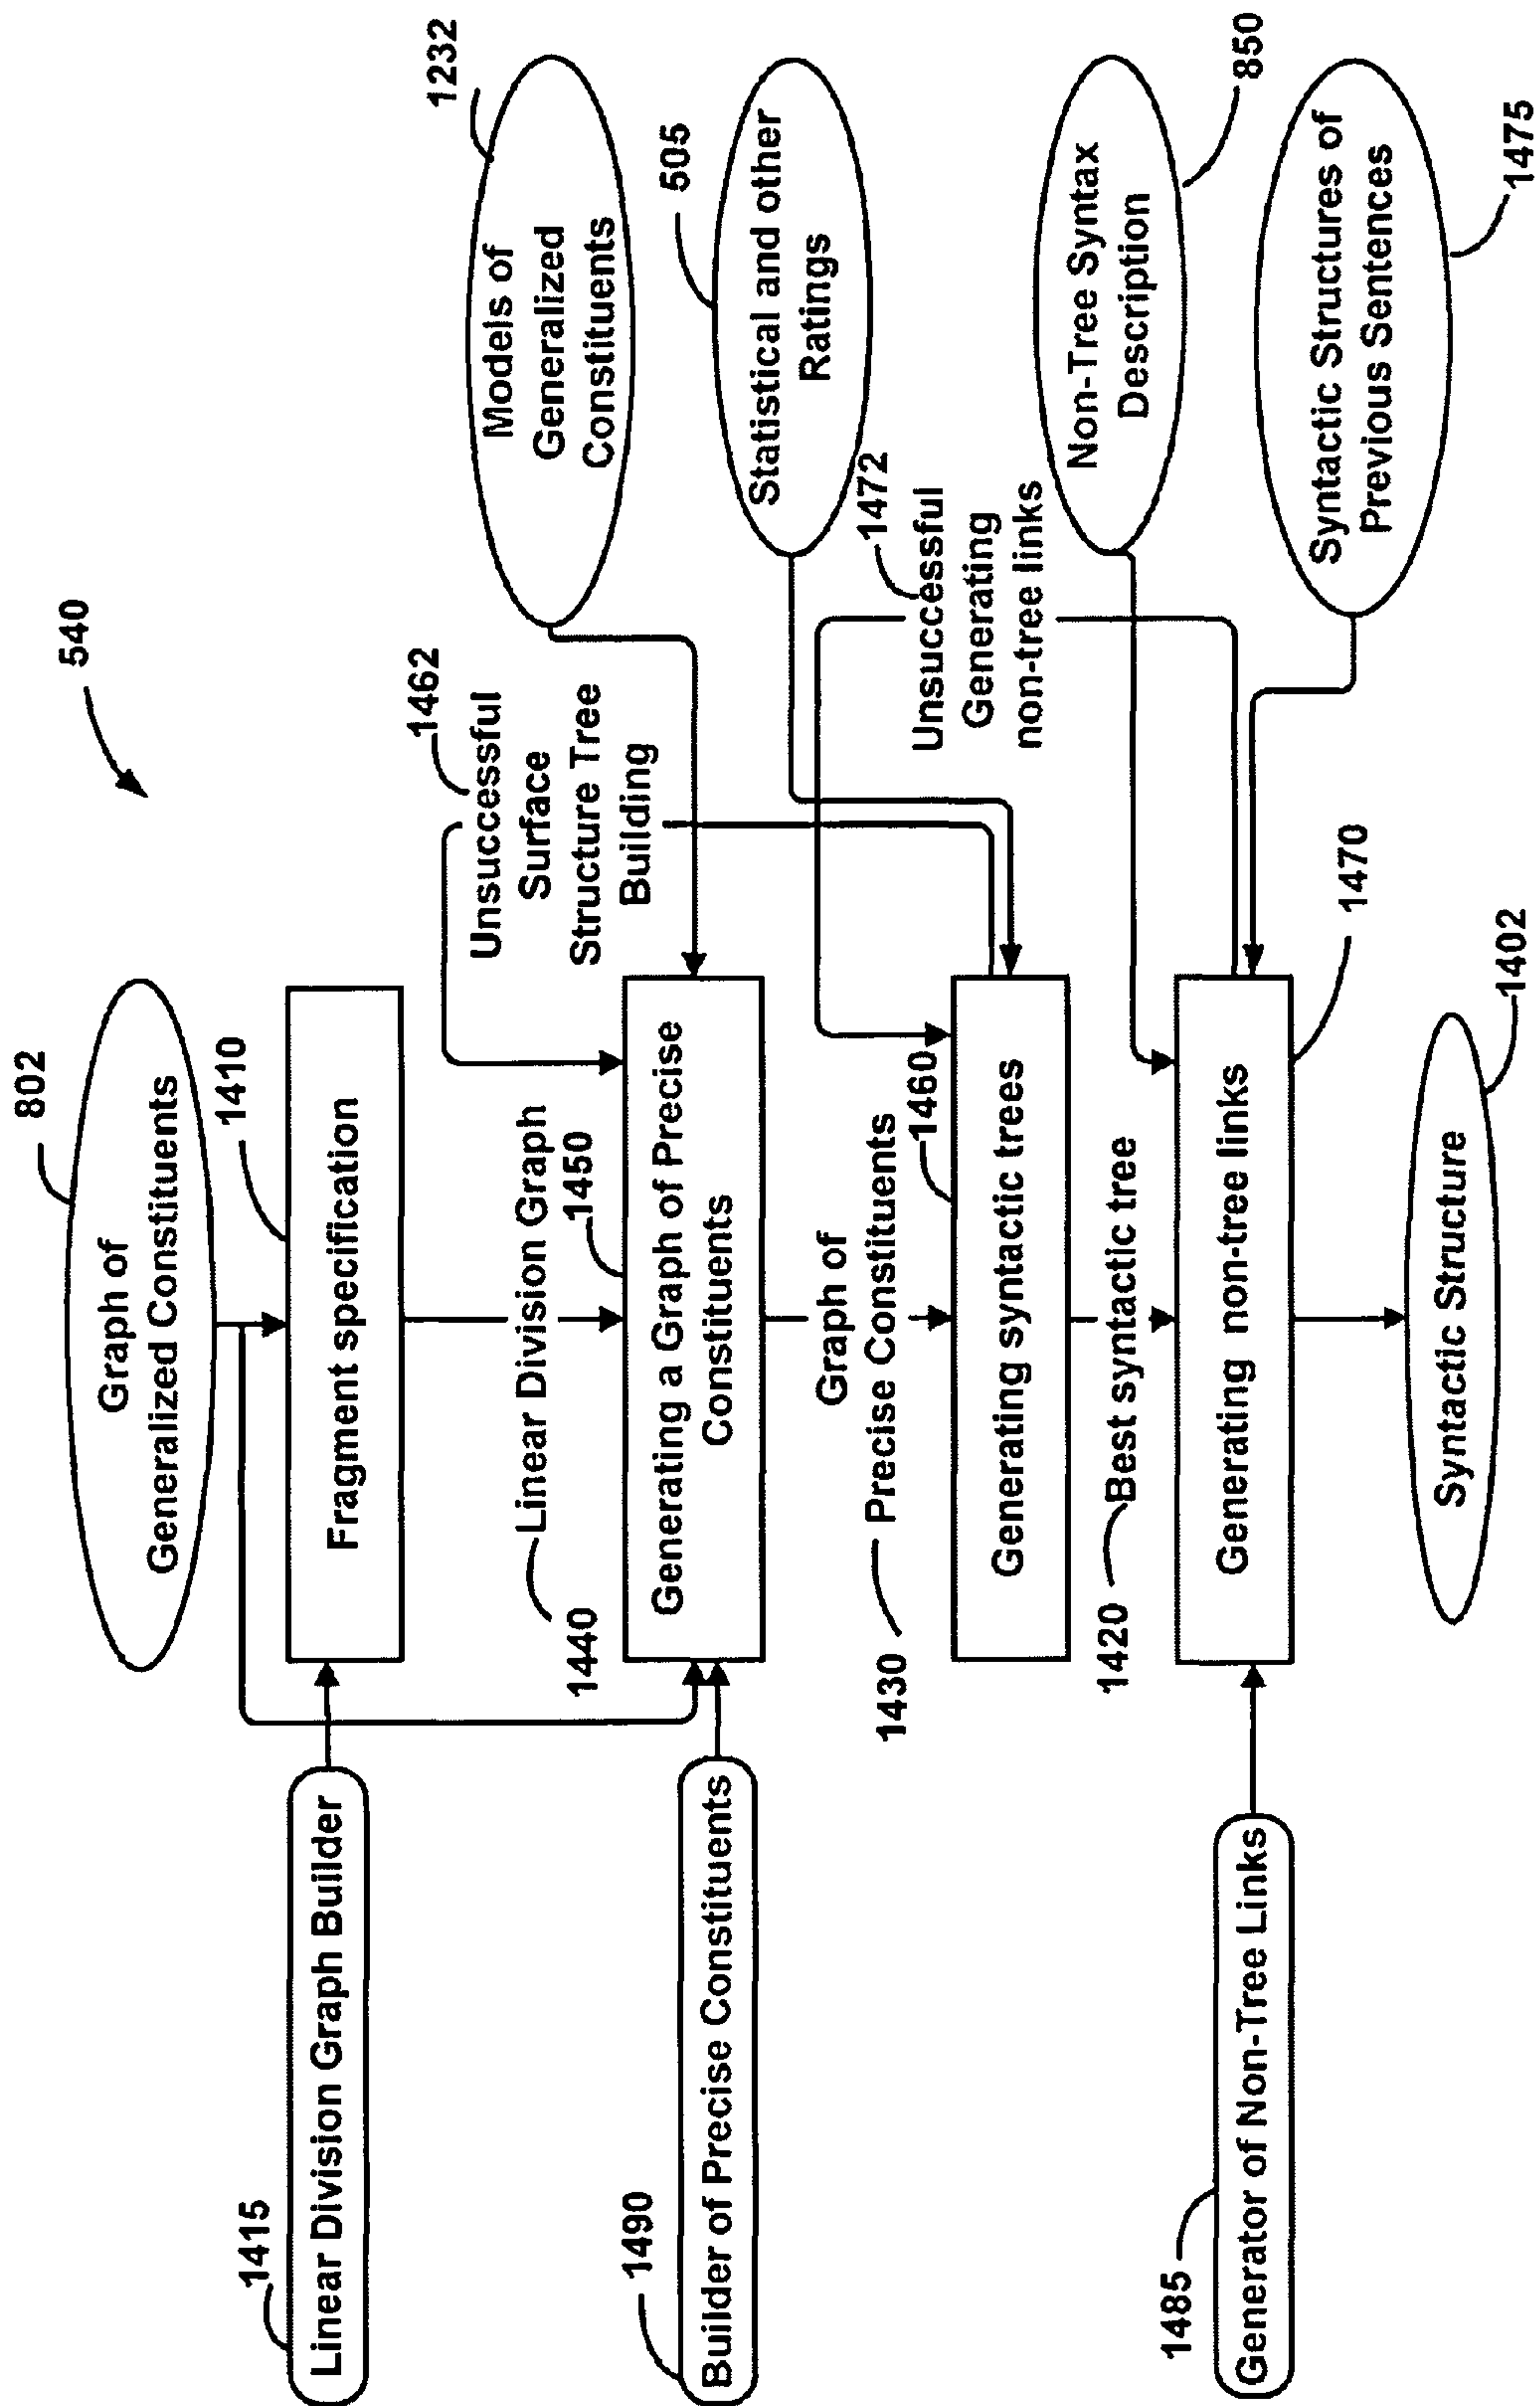 540
802
Graph of
Generalized Constituents
1410
1415
Linear Division Graph Builder
Fragment specification
1462
Unsuccessful
Surface
Structure Tree
Building
1232
Models of
Generalized
Constituents
1440
Linear Division Graph
1450
1490
Builder of Precise Constituents
Generating a Graph of Precise
Constituents
505
Statistical and other
Ratings
1430
Graph of
Precise Constituents
1460
Generating syntactic trees
1472
Unsuccessful
Generating
non-tree links
850
Non-Tree Syntax
Description
1420
Best syntactic tree
1485
Generator of Non-Tree Links
Generating non-tree links
1470
Syntactic Structures of
Previous Sentences
1475
Syntactic Structure
1402